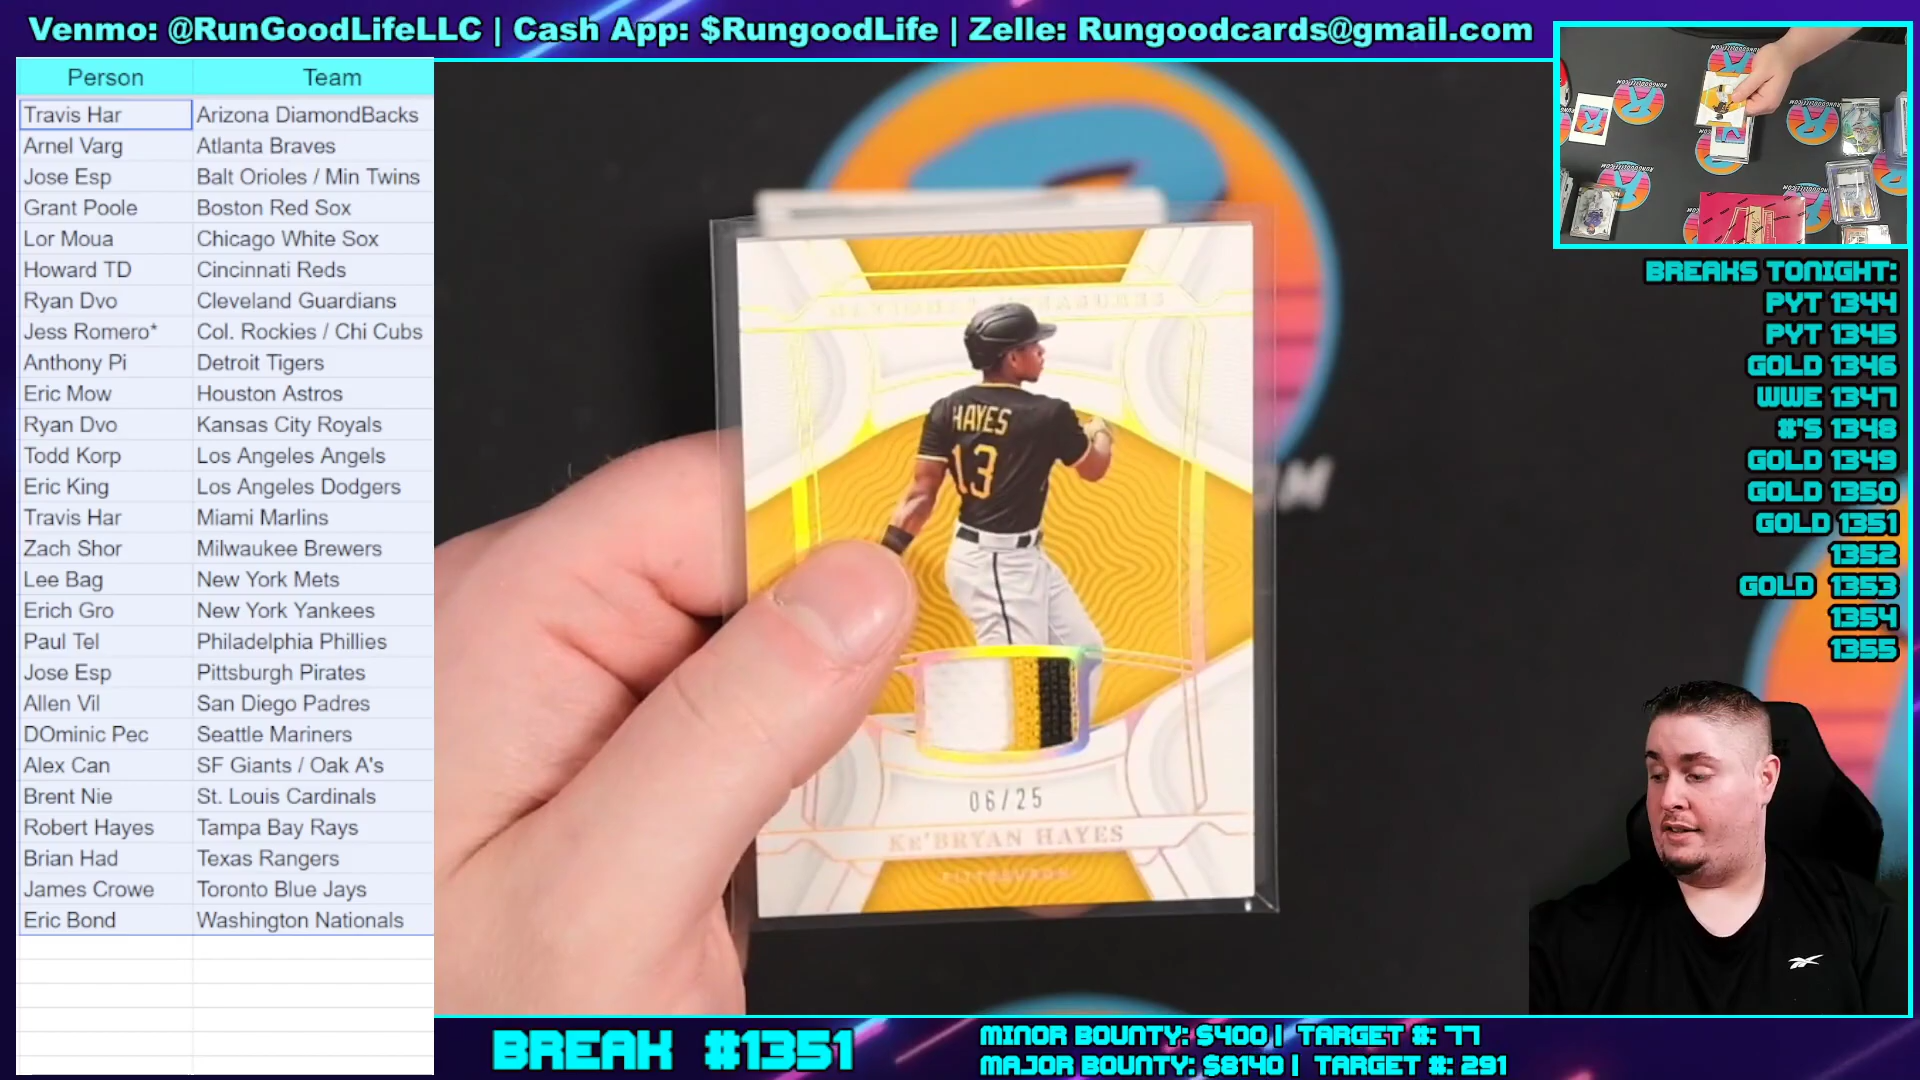 Venmo: @RunGoodLifeLLC | Cash App: $RungoodLife | Zelle: Rungoodcards@gmail.com
Person Team
Travis Har Arizona DiamondBacks
Arnel Varg Atlanta Braves
Jose Esp Balt Orioles / Min Twins
Grant Poole Boston Red Sox
Lor Moua Chicago White Sox
Howard TD Cincinnati Reds
Ryan Dvo Cleveland Guardians
Jess Romero* Col. Rockies / Chi Cubs
Anthony Pi Detroit Tigers
Eric Mow Houston Astros
Ryan Dvo Kansas City Royals
Todd Korp Los Angeles Angels
Eric King Los Angeles Dodgers
Travis Har Miami Marlins
Zach Shor Milwaukee Brewers
Lee Bag New York Mets
Erich Gro New York Yankees
Paul Tel Philadelphia Phillies
Jose Esp Pittsburgh Pirates
Allen Vil San Diego Padres
DOminic Pec Seattle Mariners
Alex Can SF Giants / Oak A's
Brent Nie St. Louis Cardinals
Robert Hayes Tampa Bay Rays
Brian Had Texas Rangers
James Crowe Toronto Blue Jays
Eric Bond Washington Nationals
NATIONAL TREASURES
HAYES
13
06/25
KE'BRYAN HAYES
PITTSBURGH
BREAKS TONIGHT:
PYT 1344
PYT 1345
GOLD 1346
WWE 1347
#'S 1348
GOLD 1349
GOLD 1350
GOLD 1351
1352
GOLD 1353
1354
1355
BREAK #1351
MINOR BOUNTY: $400 | TARGET #: 77
MAJOR BOUNTY: $8140 | TARGET #: 291